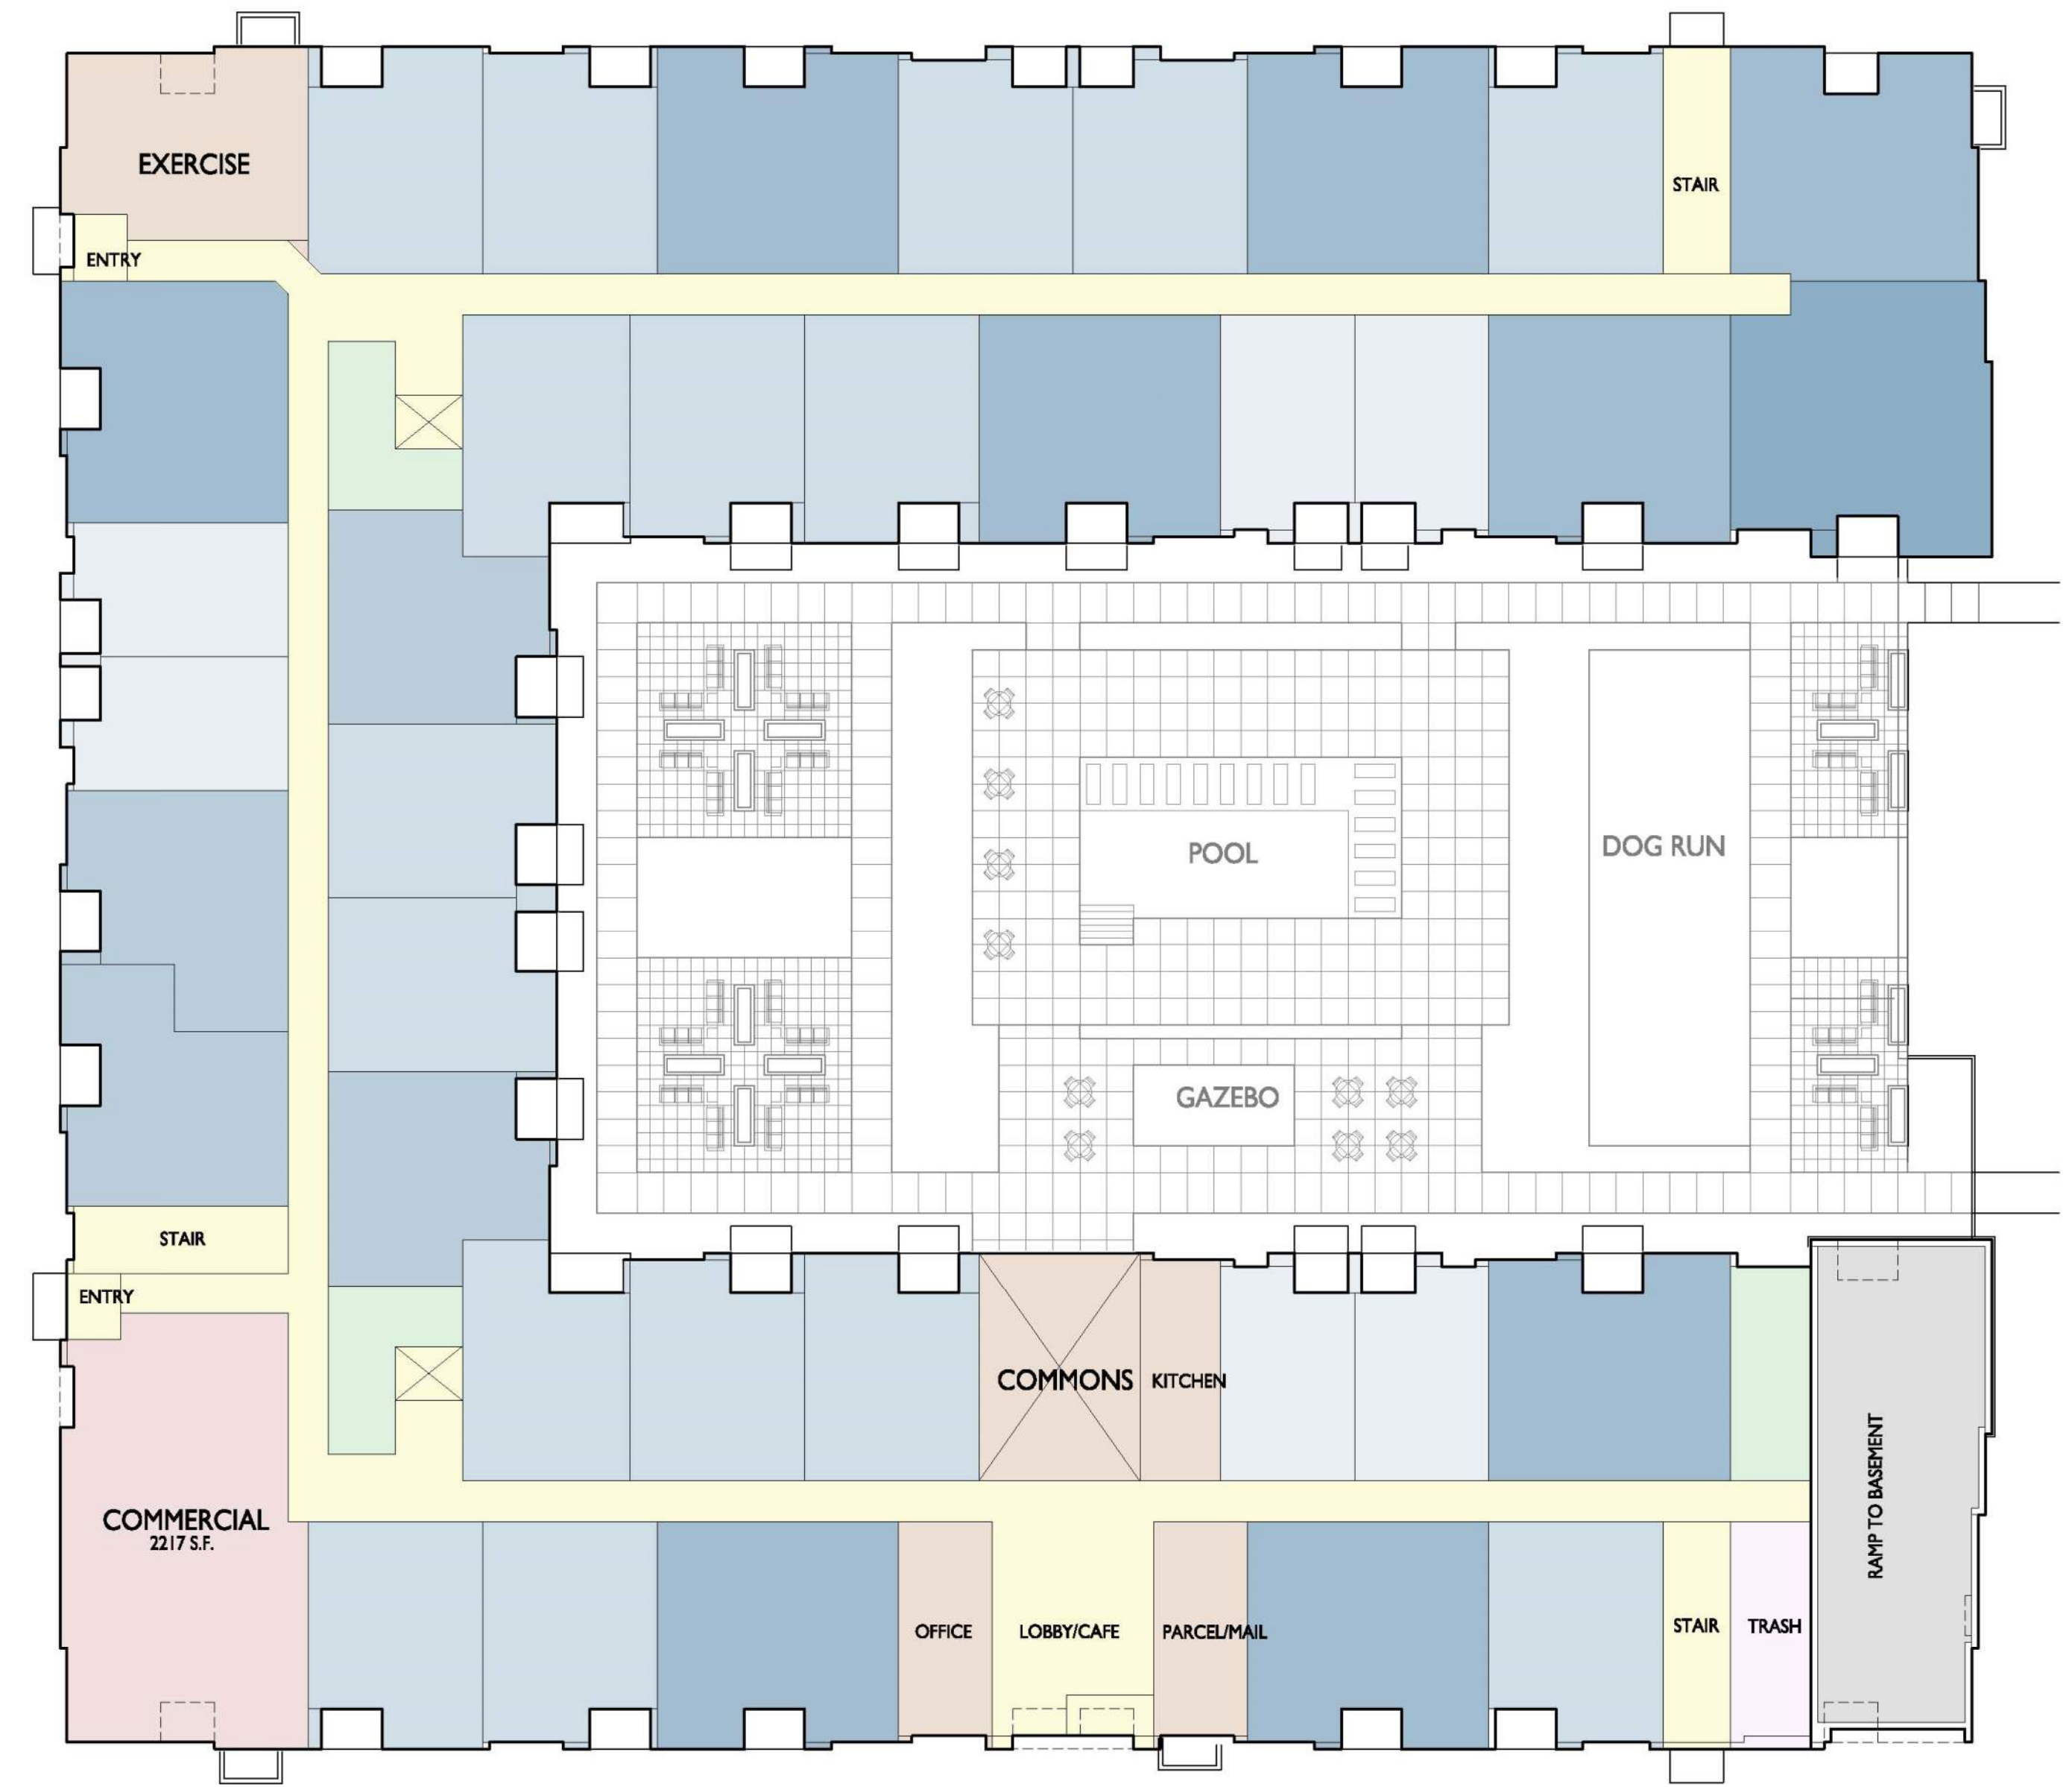 EXERCISE
STAIR
ENTRY
POOL
DOG RUN
GAZEBO
STAIR
ENTRY
COMMONS
KITCHEN
COMMERCIAL
2217 S.F.
RAMP TO BASEMENT
OFFICE
LOBBY/CAFE
PARCEL/MAIL
STAIR
TRASH